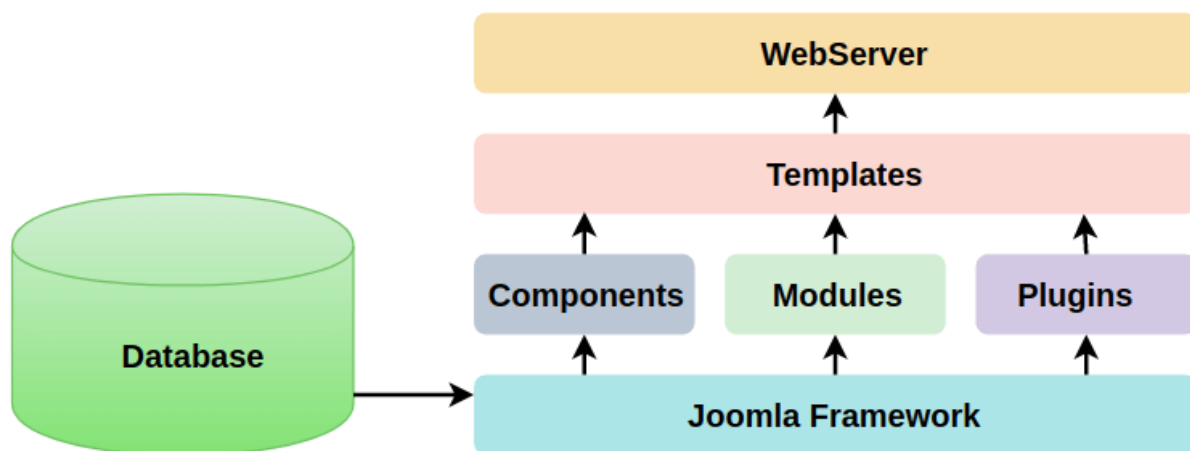 WebServer
Templates
Components
Modules
Plugins
Database
Joomla Framework